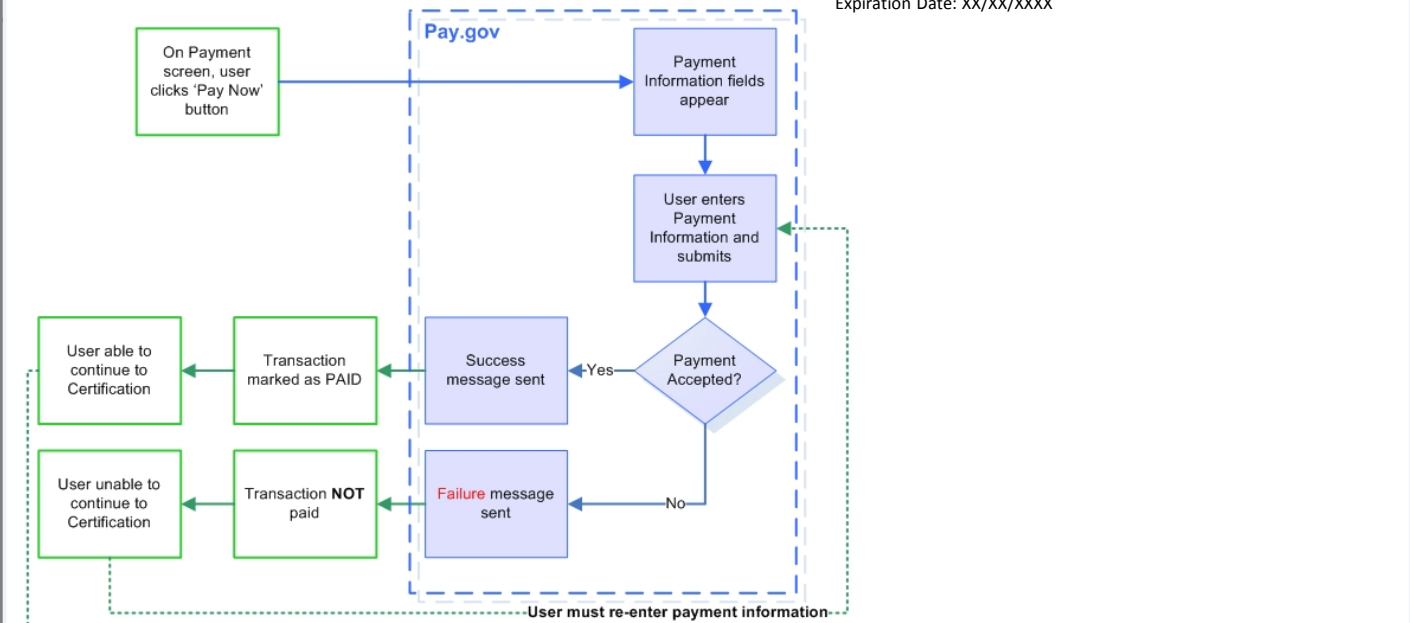 Expiration Date: XX/XX/XXXX
Pay.gov
On Payment
screen, user
clicks ‘Pay Now’
button
Payment
Information fields
appear
User enters
Payment
Information and
submits
User able to
continue to
Certification
Transaction
marked as PAID
Success
message sent
Yes
Payment
Accepted?
User unable to
continue to
Certification
Transaction NOT
paid
Failure message
sent
No
User must re-enter payment information